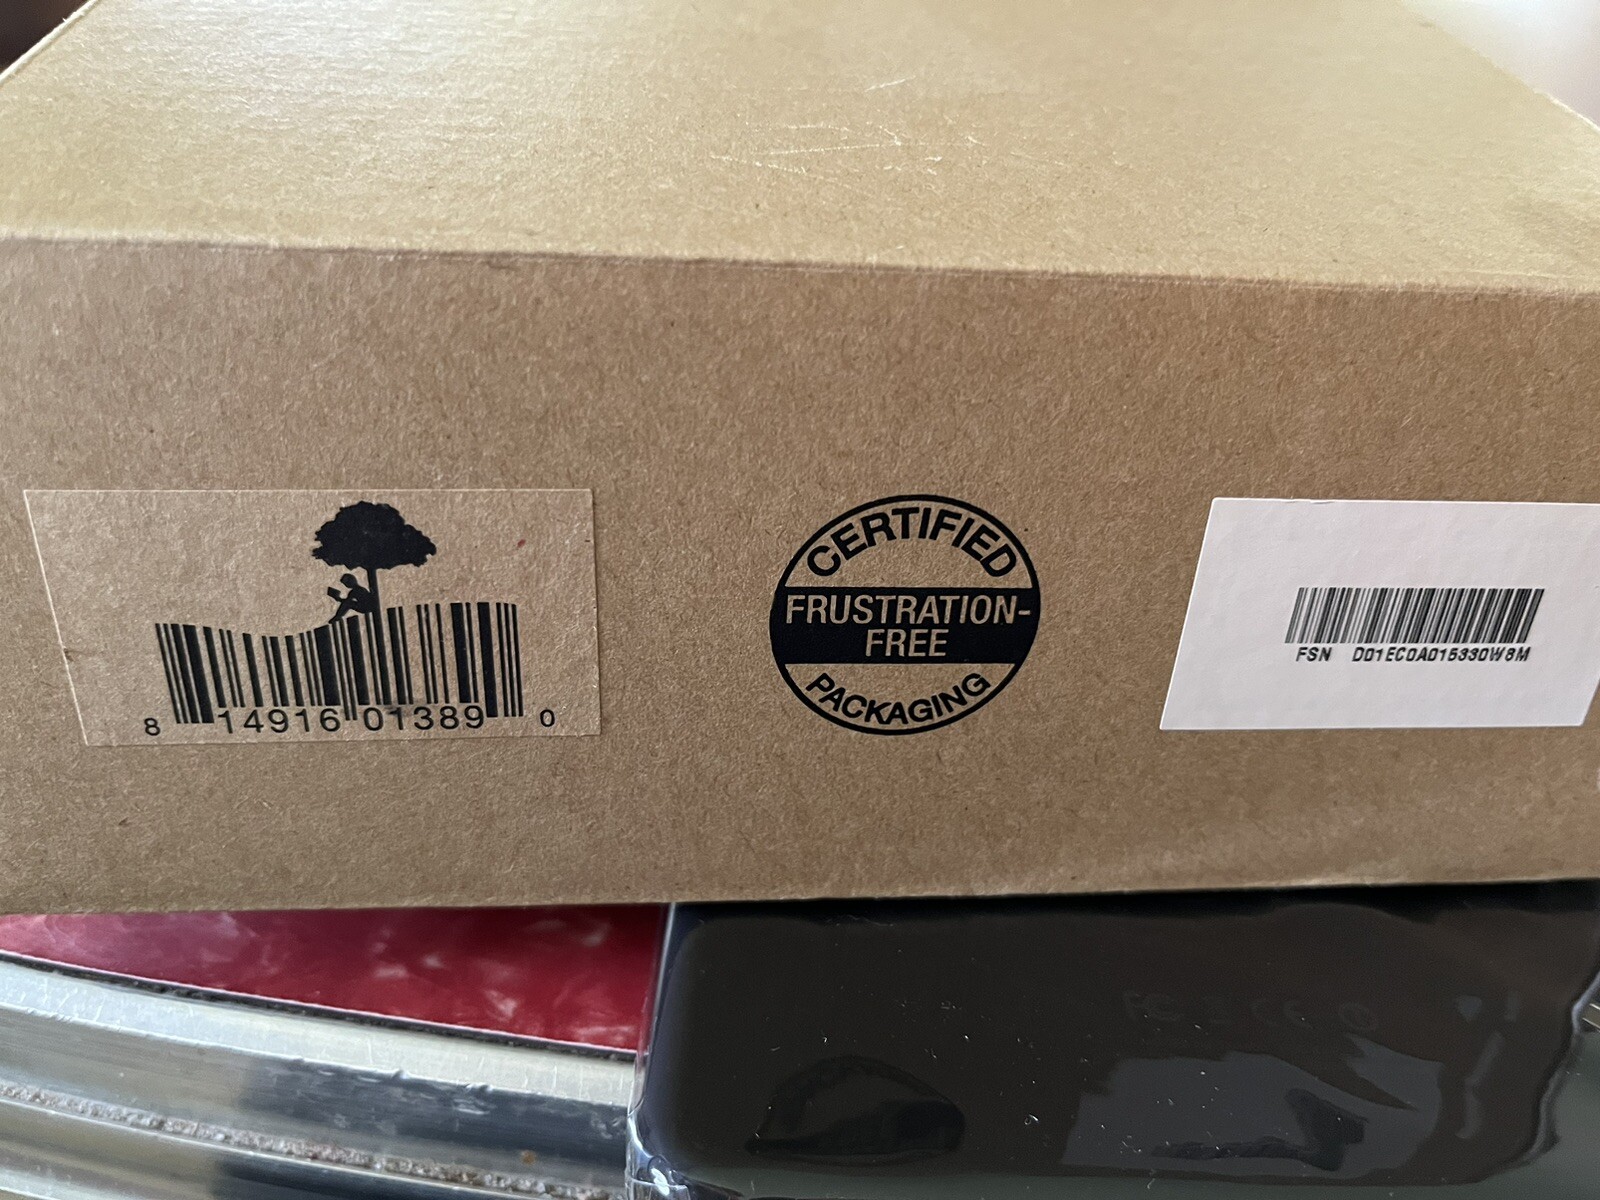 8 14916 01389 0
CERTIFIED
FRUSTRATION-
FREE
PACKAGING
FSN D01EC0A015330W8M